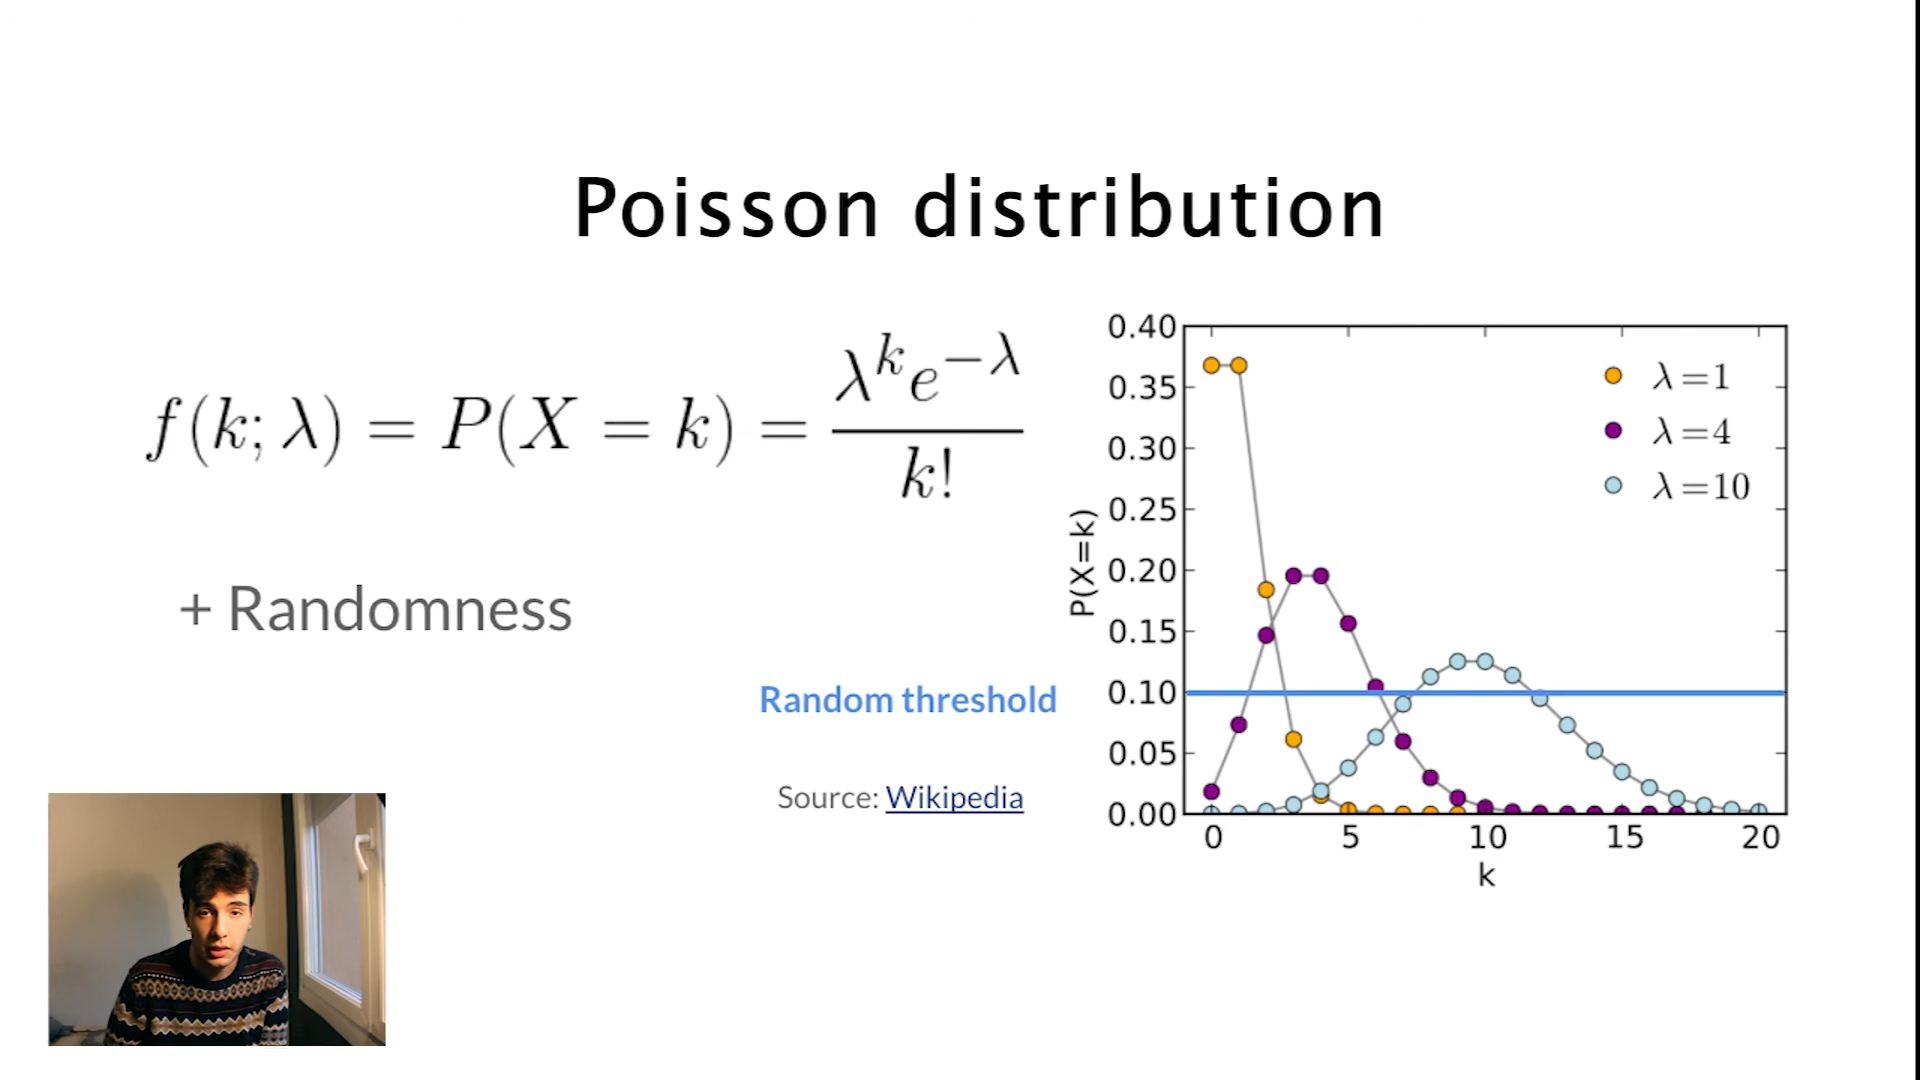 Poisson distribution
f(k; λ) = P(X = k) = λ^k e^−λ / k!
+ Randomness
Random threshold
Source: Wikipedia
0.40
0.35
0.30
0.25
0.20
0.15
0.10
0.05
0.00
P(X=k)
λ=1
λ=4
λ=10
0 5 10 15 20
k